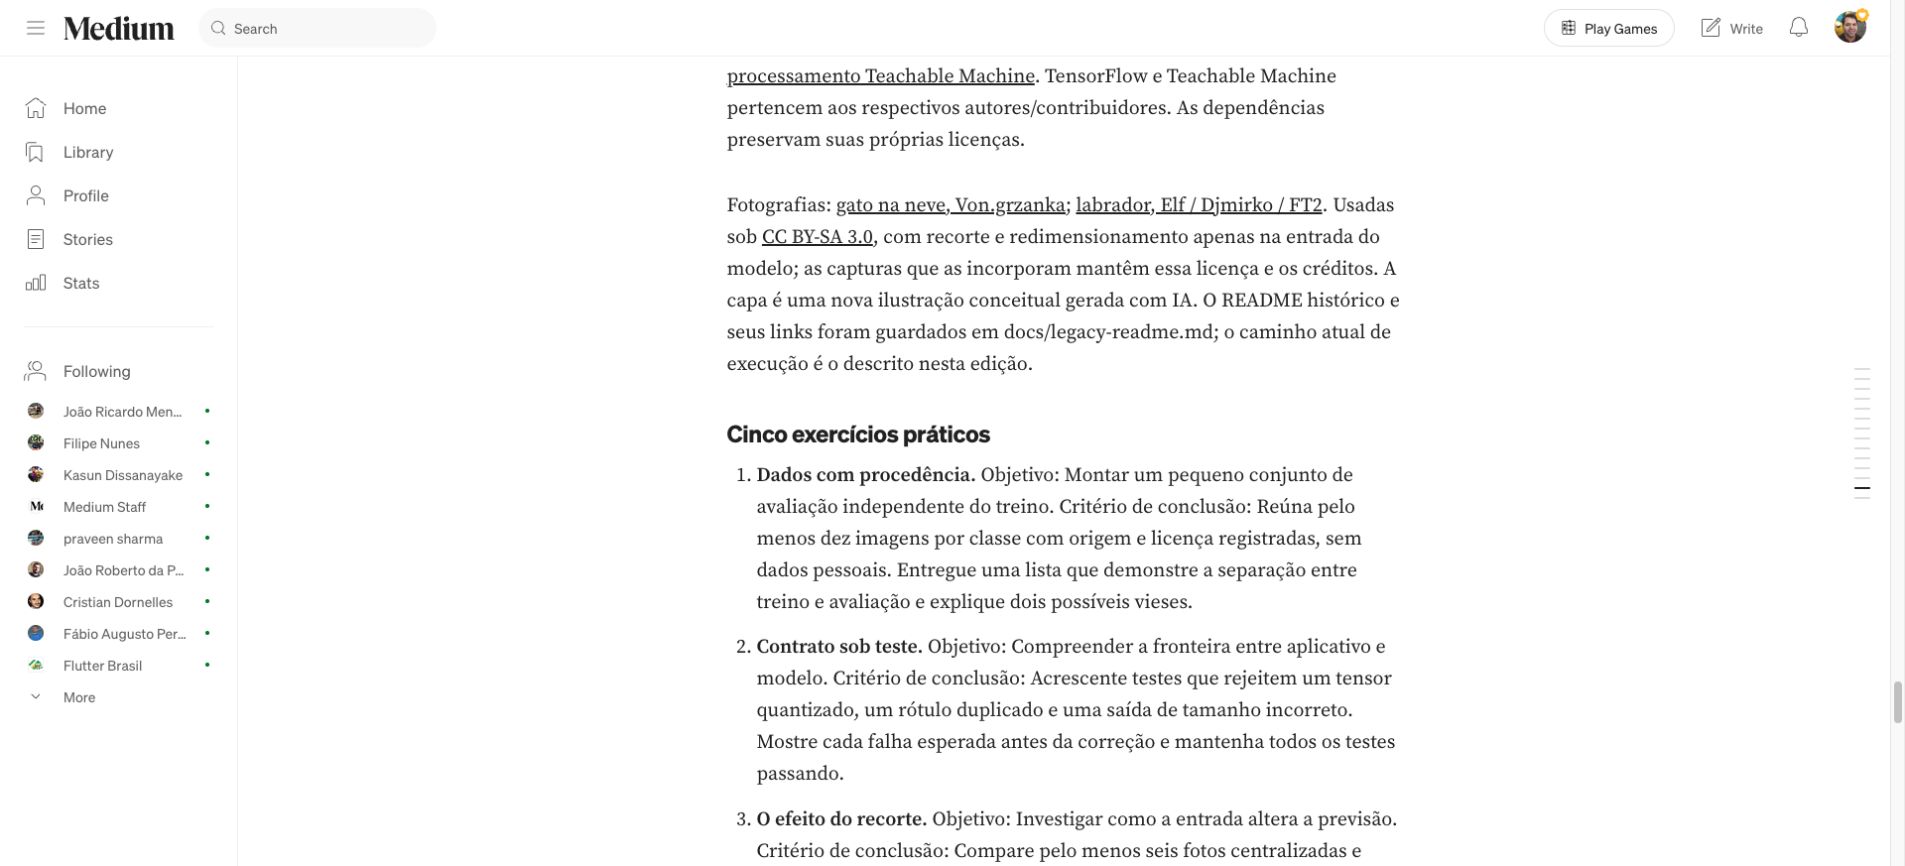 Medium
Search
Play Games
Write
Home
Library
Profile
Stories
Stats
Following
João Ricardo Men...
Filipe Nunes
Kasun Dissanayake
Medium Staff
praveen sharma
João Roberto da P...
Cristian Dornelles
Fábio Augusto Per...
Flutter Brasil
More
processamento Teachable Machine. TensorFlow e Teachable Machine
pertencem aos respectivos autores/contribuidores. As dependências
preservam suas próprias licenças.
Fotografias: gato na neve, Von.grzanka; labrador, Elf / Djmirko / FT2. Usadas
sob CC BY-SA 3.0, com recorte e redimensionamento apenas na entrada do
modelo; as capturas que as incorporam mantêm essa licença e os créditos. A
capa é uma nova ilustração conceitual gerada com IA. O README histórico e
seus links foram guardados em docs/legacy-readme.md; o caminho atual de
execução é o descrito nesta edição.
Cinco exercícios práticos
1. Dados com procedência. Objetivo: Montar um pequeno conjunto de
avaliação independente do treino. Critério de conclusão: Reúna pelo
menos dez imagens por classe com origem e licença registradas, sem
dados pessoais. Entregue uma lista que demonstre a separação entre
treino e avaliação e explique dois possíveis vieses.
2. Contrato sob teste. Objetivo: Compreender a fronteira entre aplicativo e
modelo. Critério de conclusão: Acrescente testes que rejeitem um tensor
quantizado, um rótulo duplicado e uma saída de tamanho incorreto.
Mostre cada falha esperada antes da correção e mantenha todos os testes
passando.
3. O efeito do recorte. Objetivo: Investigar como a entrada altera a previsão.
Critério de conclusão: Compare pelo menos seis fotos centralizadas e